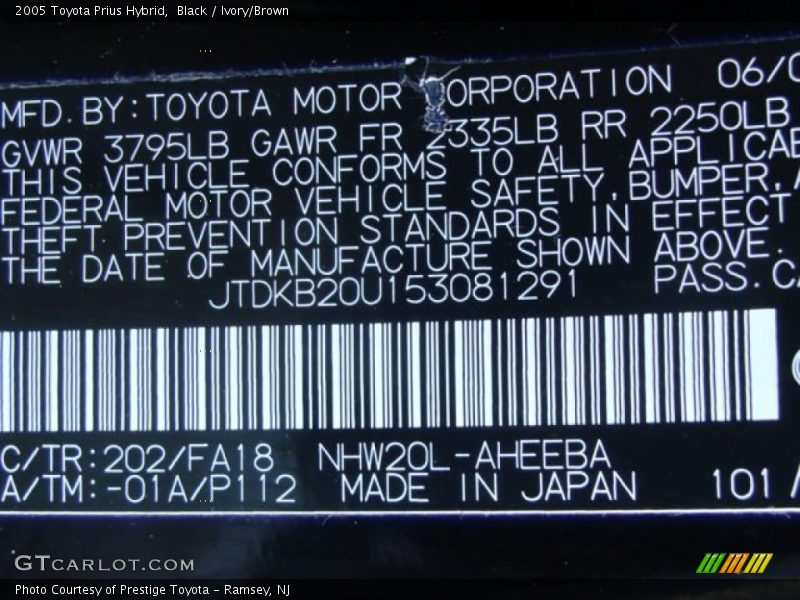 2005 Toyota Prius Hybrid,  Black / Ivory/Brown
MFD. BY: TOYOTA MOTOR CORPORATION 06/0
GVWR 3795LB GAWR FR 2335LB RR 2250LB
THIS VEHICLE CONFORMS TO ALL APPLICAB
FEDERAL MOTOR VEHICLE SAFETY, BUMPER, A
THEFT PREVENTION STANDARDS IN EFFECT
THE DATE OF MANUFACTURE SHOWN ABOVE.
JTDKB20U153081291 PASS. CA
C/TR: 202/FA18 NHW20L-AHEEBA
A/TM: -01A/P112 MADE IN JAPAN 101
GTCARLOT.COM
Photo Courtesy of Prestige Toyota - Ramsey, NJ